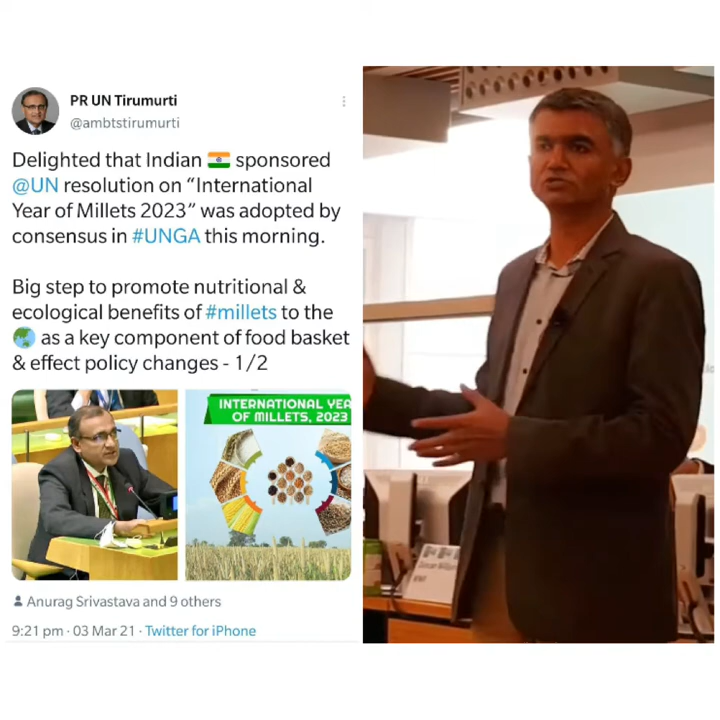 PR UN Tirumurti
@ambtstirumurti
Delighted that Indian 🇮🇳 sponsored
@UN resolution on “International
Year of Millets 2023” was adopted by
consensus in #UNGA this morning.
Big step to promote nutritional &
ecological benefits of #millets to the
🌏 as a key component of food basket
& effect policy changes - 1/2
INTERNATIONAL YEA
OF MILLETS, 2023
Anurag Srivastava and 9 others
9:21 pm · 03 Mar 21 · Twitter for iPhone